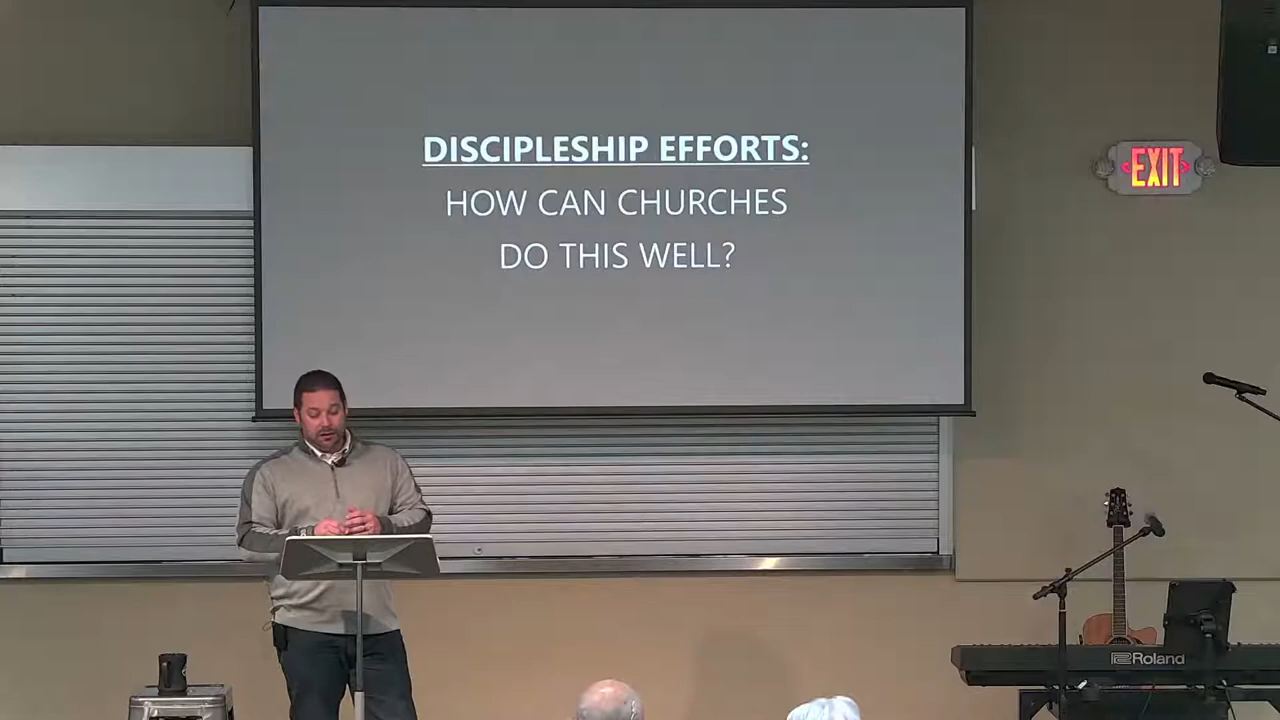 DISCIPLESHIP EFFORTS:
HOW CAN CHURCHES
DO THIS WELL?
EXIT
Roland